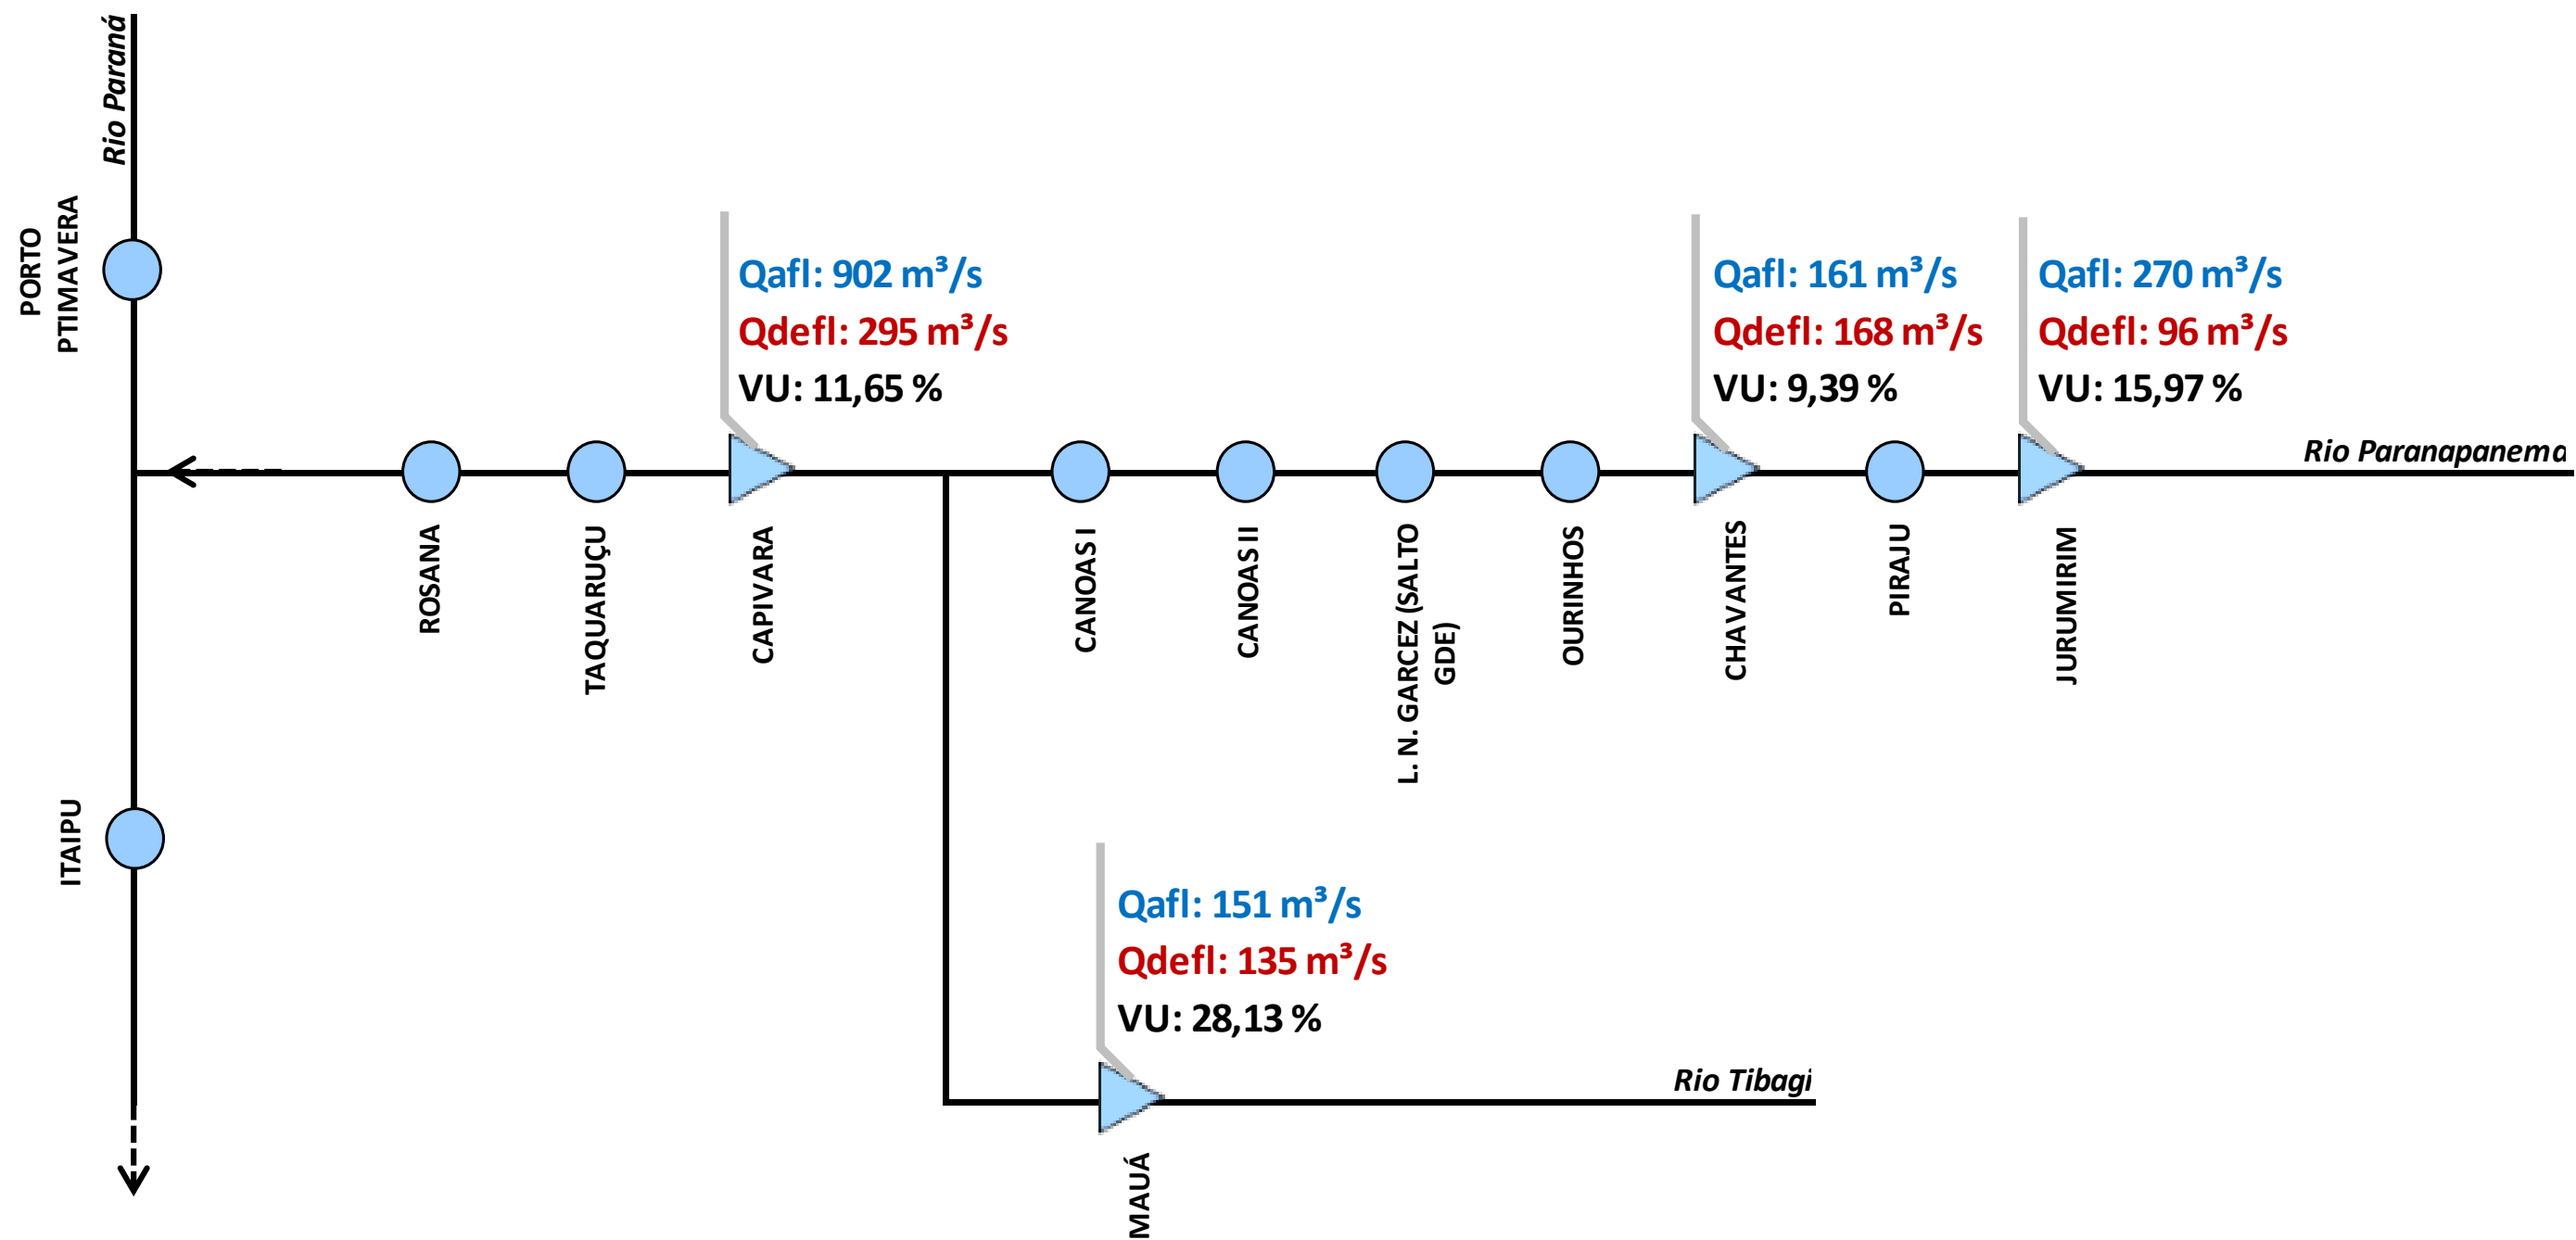 Rio Paraná
PORTO
PTIMAVERA
Qafl: 902 m³/s
Qdefl: 295 m³/s
VU: 11,65 %
Qafl: 161 m³/s
Qdefl: 168 m³/s
VU: 9,39 %
Qafl: 270 m³/s
Qdefl: 96 m³/s
VU: 15,97 %
Rio Paranapanema
ROSANA
TAQUARUÇU
CAPIVARA
CANOAS I
CANOAS II
L. N. GARCEZ (SALTO
GDE)
OURINHOS
CHAVANTES
PIRAJU
JURUMIRIM
ITAIPU
Qafl: 151 m³/s
Qdefl: 135 m³/s
VU: 28,13 %
Rio Tibagi
MAUÁ